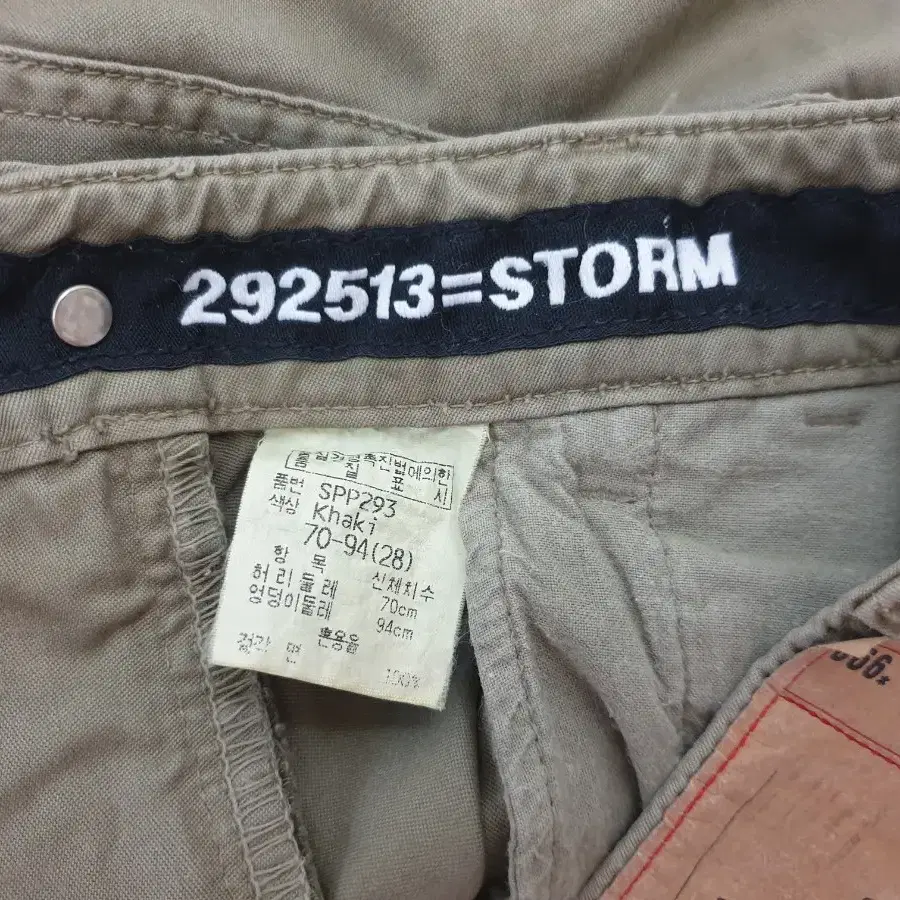 292513=STORM
품질경영촉진법에의한
표시
품번 SPP293
색상 Khaki
70-94(28)
항 목 신체치수
허리둘레 70cm
엉덩이둘레 94cm
혼용율
겉감 면 100%